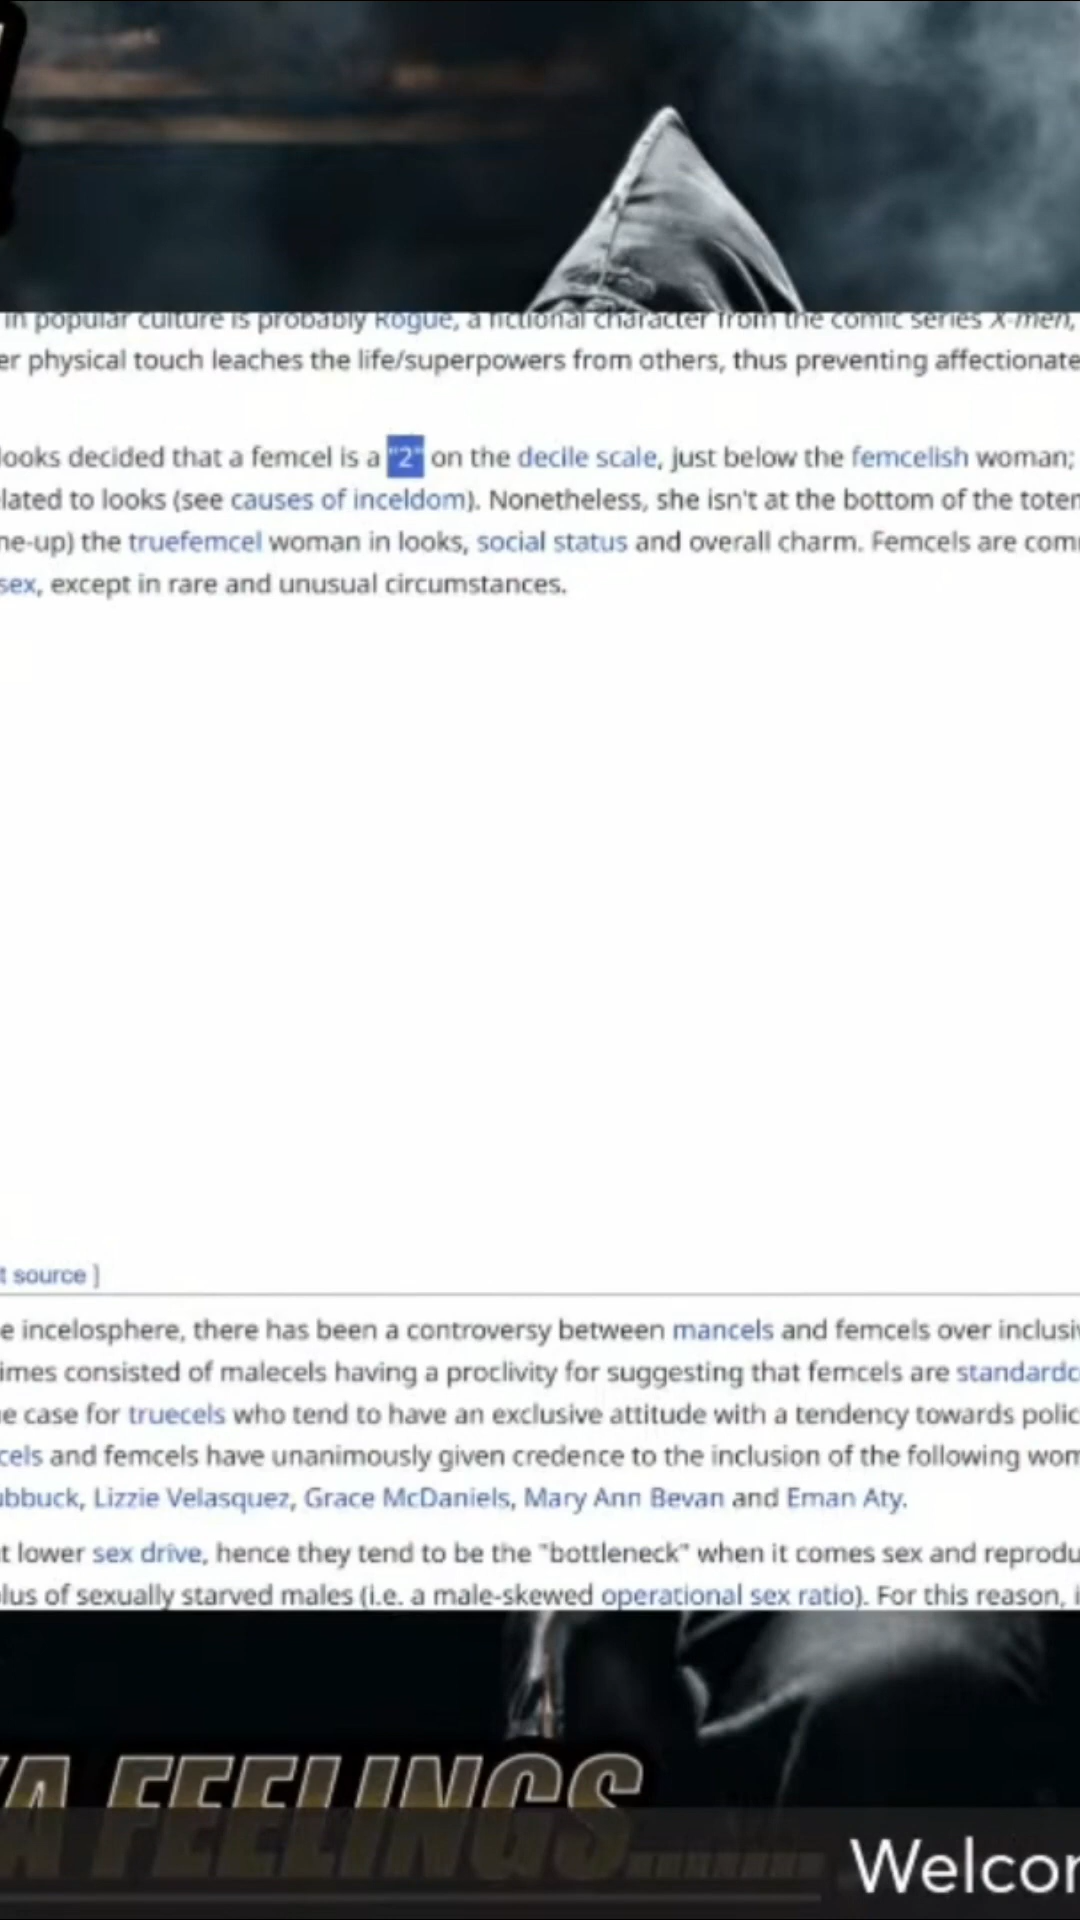 in popular culture is probably Rogue, a fictional character from the comic series X-men,
er physical touch leaches the life/superpowers from others, thus preventing affectionate
looks decided that a femcel is a "2" on the decile scale, just below the femcelish woman;
lated to looks (see causes of inceldom). Nonetheless, she isn't at the bottom of the totem
ne-up) the truefemcel woman in looks, social status and overall charm. Femcels are com
sex, except in rare and unusual circumstances.
t source ]
e incelosphere, there has been a controversy between mancels and femcels over inclusiv
imes consisted of malecels having a proclivity for suggesting that femcels are standardc
e case for truecels who tend to have an exclusive attitude with a tendency towards polic
cels and femcels have unanimously given credence to the inclusion of the following wom
ubbuck, Lizzie Velasquez, Grace McDaniels, Mary Ann Bevan and Eman Aty.
t lower sex drive, hence they tend to be the "bottleneck" when it comes sex and reprodu
lus of sexually starved males (i.e. a male-skewed operational sex ratio). For this reason, i
YA FEELINGS......
Welcom